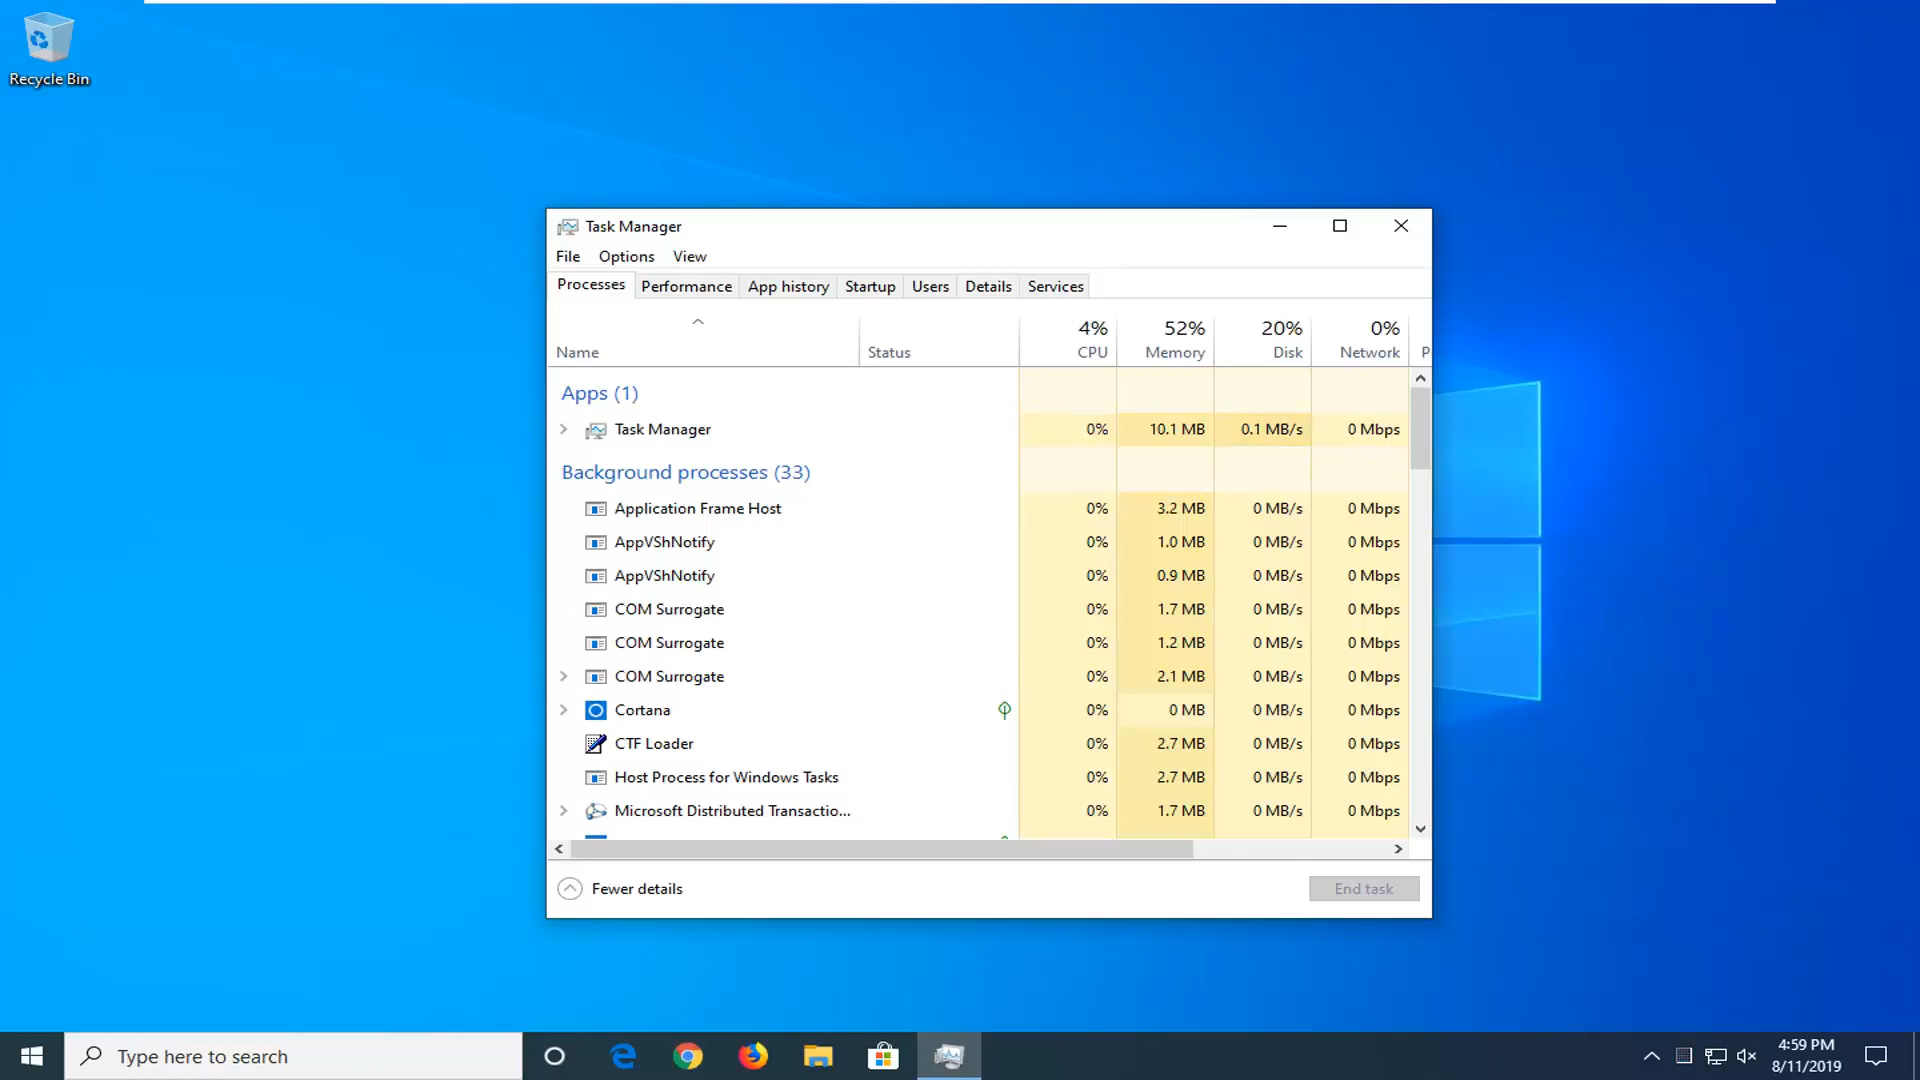 Recycle Bin
Task Manager
File Options View
Processes Performance App history Startup Users Details Services
4% 52% 20% 0%
Name Status CPU Memory Disk Network P
Apps (1)
Task Manager 0% 10.1 MB 0.1 MB/s 0 Mbps
Background processes (33)
Application Frame Host 0% 3.2 MB 0 MB/s 0 Mbps
AppVShNotify 0% 1.0 MB 0 MB/s 0 Mbps
AppVShNotify 0% 0.9 MB 0 MB/s 0 Mbps
COM Surrogate 0% 1.7 MB 0 MB/s 0 Mbps
COM Surrogate 0% 1.2 MB 0 MB/s 0 Mbps
COM Surrogate 0% 2.1 MB 0 MB/s 0 Mbps
Cortana 0% 0 MB 0 MB/s 0 Mbps
CTF Loader 0% 2.7 MB 0 MB/s 0 Mbps
Host Process for Windows Tasks 0% 2.7 MB 0 MB/s 0 Mbps
Microsoft Distributed Transactio... 0% 1.7 MB 0 MB/s 0 Mbps
Fewer details End task
Type here to search
4:59 PM
8/11/2019